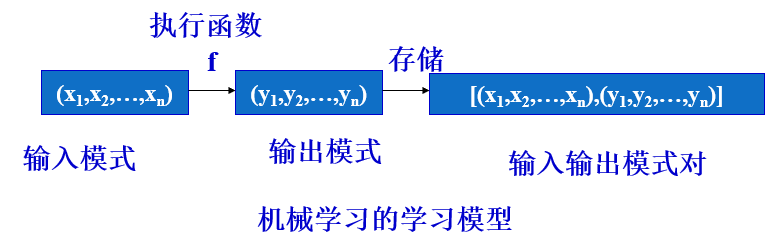 执行函数
f
存储
(x1,x2,…,xn)
(y1,y2,…,yn)
[(x1,x2,…,xn),(y1,y2,…,yn)]
输入模式
输出模式
输入输出模式对
机械学习的学习模型